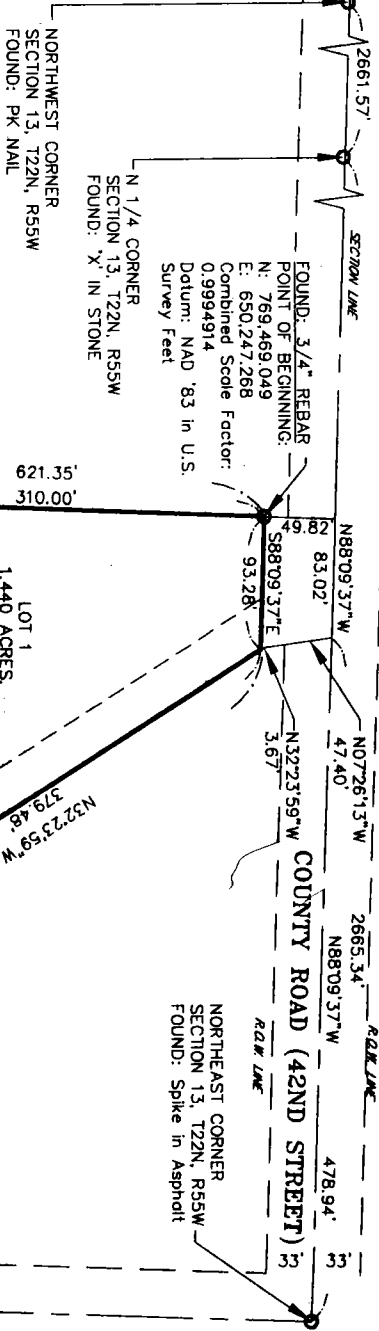 2661.57'
SECTION LINE
NORTHWEST CORNER
SECTION 13, T22N, R55W
FOUND: PK NAIL
N 1/4 CORNER
SECTION 13, T22N, R55W
FOUND: 'X' IN STONE
FOUND: 3/4" REBAR
POINT OF BEGINNING:
N: 769,469.049
E: 650,247.268
Combined Scale Factor:
0.9994914
Datum: NAD '83 in U.S.
Survey Feet
621.35'
310.00'
49.82'
N88°09'37"W
83.02'
S88°09'37"E
93.28'
N07°26'13"W
47.40'
N32°23'59"W
3.67'
LOT 1
1.440 ACRES
N32°23'59"W
379.48'
2665.34'
N88°09'37"W
R.O.W. LINE
COUNTY ROAD (42ND STREET)
R.O.W. LINE
478.94'
33'
33'
NORTHEAST CORNER
SECTION 13, T22N, R55W
FOUND: Spike in Asphalt